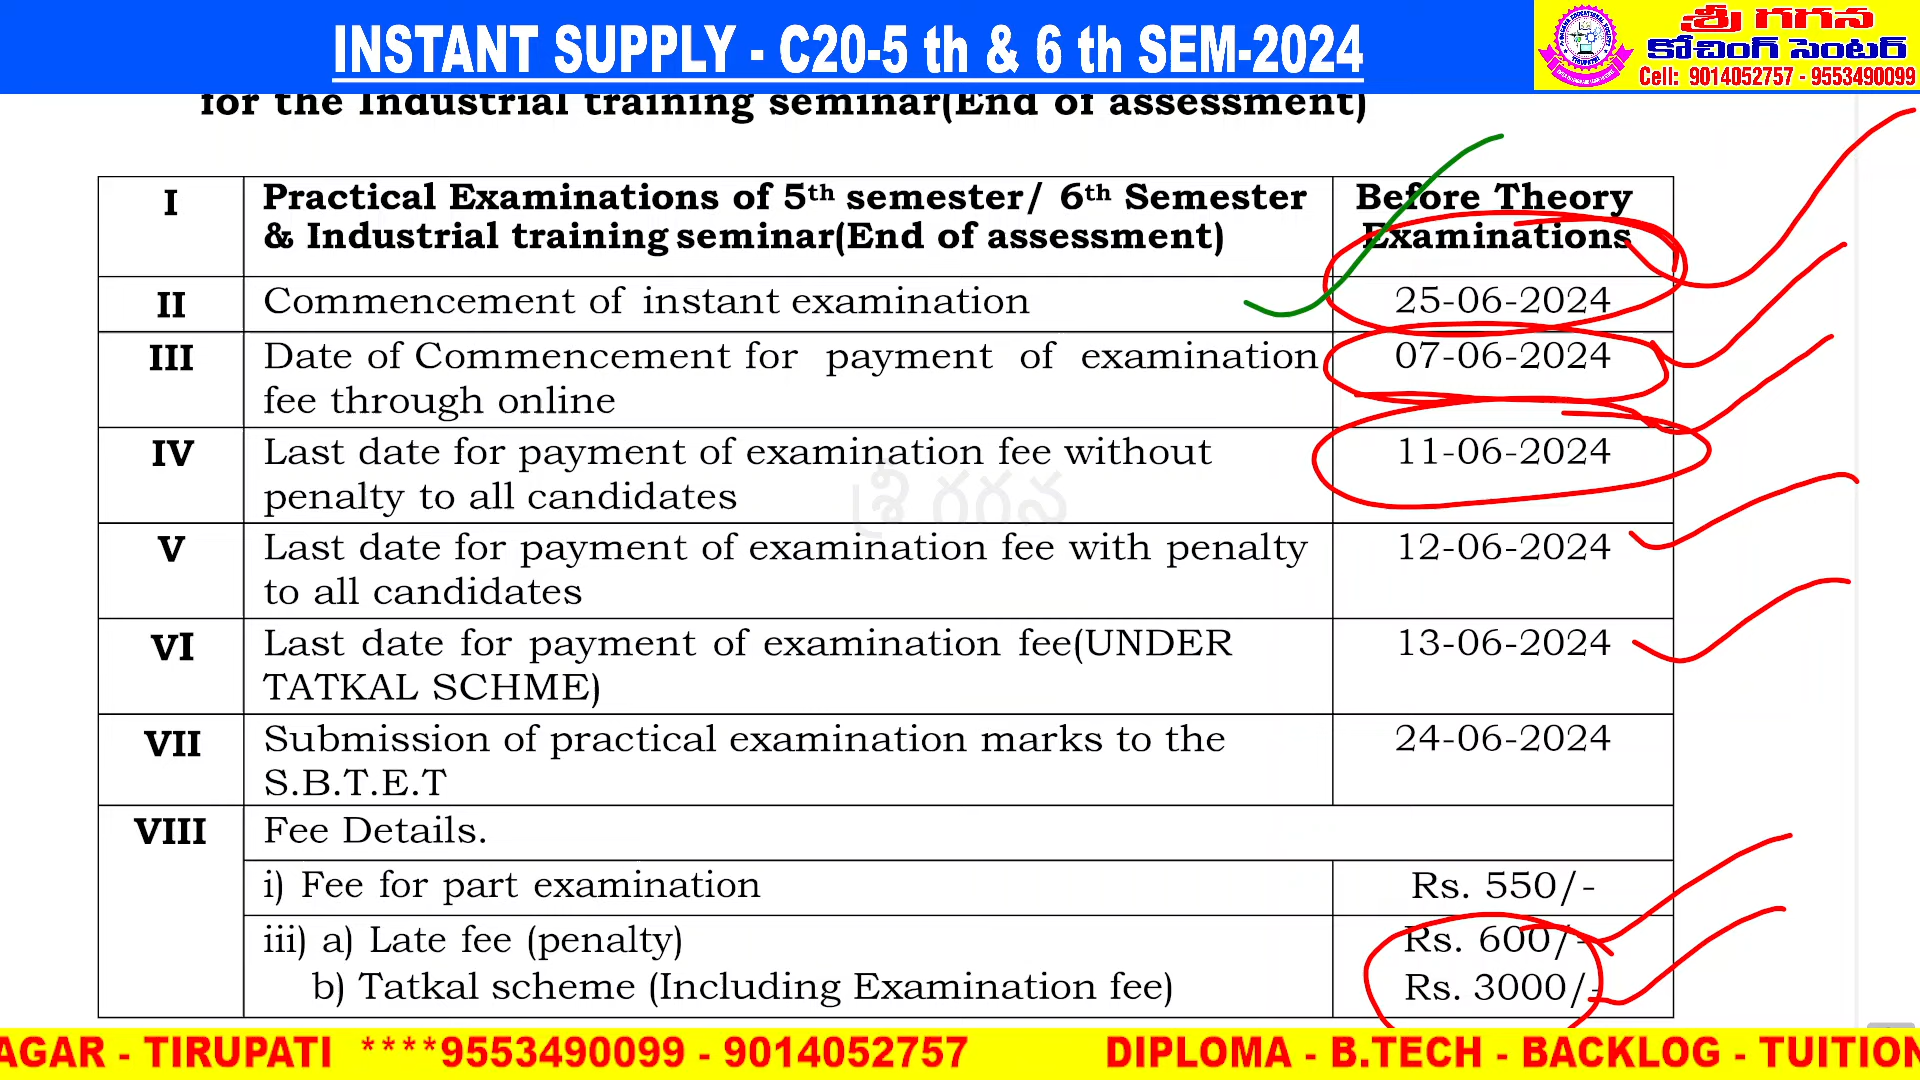 INSTANT SUPPLY - C20-5 th & 6 th SEM-2024
శ్రీ గగన
కోచింగ్ సెంటర్
Cell: 9014052757 - 9553490099
for the Industrial training seminar(End of assessment)
I Practical Examinations of 5th semester/ 6th Semester Before Theory
& Industrial training seminar(End of assessment) Examinations
II Commencement of instant examination 25-06-2024
III Date of Commencement for payment of examination 07-06-2024
fee through online
IV Last date for payment of examination fee without 11-06-2024
penalty to all candidates
శ్రీ గగన
V Last date for payment of examination fee with penalty 12-06-2024
to all candidates
VI Last date for payment of examination fee(UNDER 13-06-2024
TATKAL SCHME)
VII Submission of practical examination marks to the 24-06-2024
S.B.T.E.T
VIII Fee Details.
i) Fee for part examination Rs. 550/-
iii) a) Late fee (penalty) Rs. 600/-
b) Tatkal scheme (Including Examination fee) Rs. 3000/-
AGAR - TIRUPATI ****9553490099 - 9014052757 DIPLOMA - B.TECH - BACKLOG - TUITION